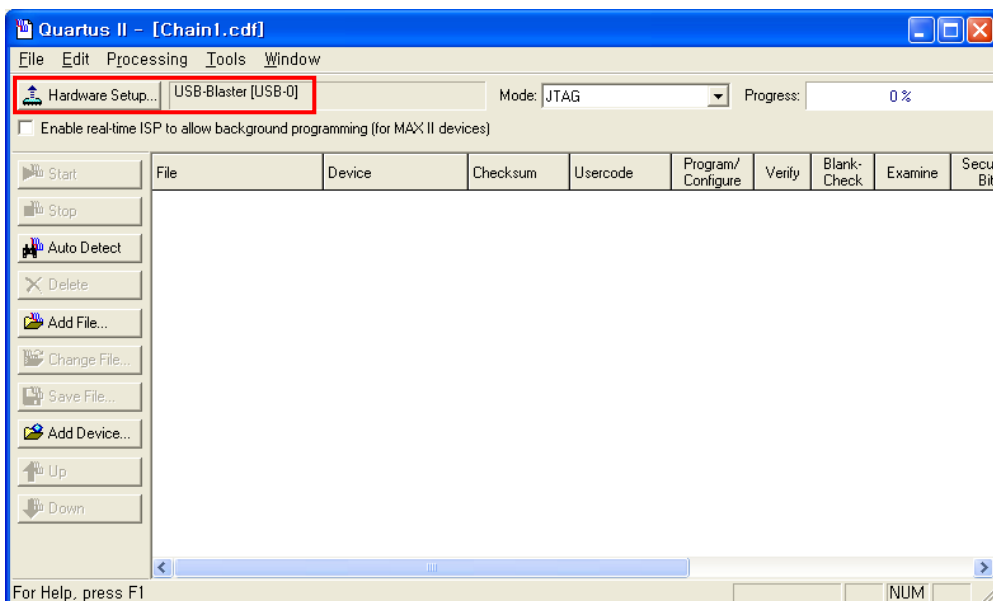 Quartus II - [Chain1.cdf]
File Edit Processing Tools Window
Hardware Setup... USB-Blaster [USB-0] Mode: JTAG Progress: 0 %
Enable real-time ISP to allow background programming (for MAX II devices)
File Device Checksum Usercode Program/ Configure Verify Blank- Check Examine Secu Bit
Start
Stop
Auto Detect
Delete
Add File...
Change File...
Save File...
Add Device...
Up
Down
For Help, press F1 NUM